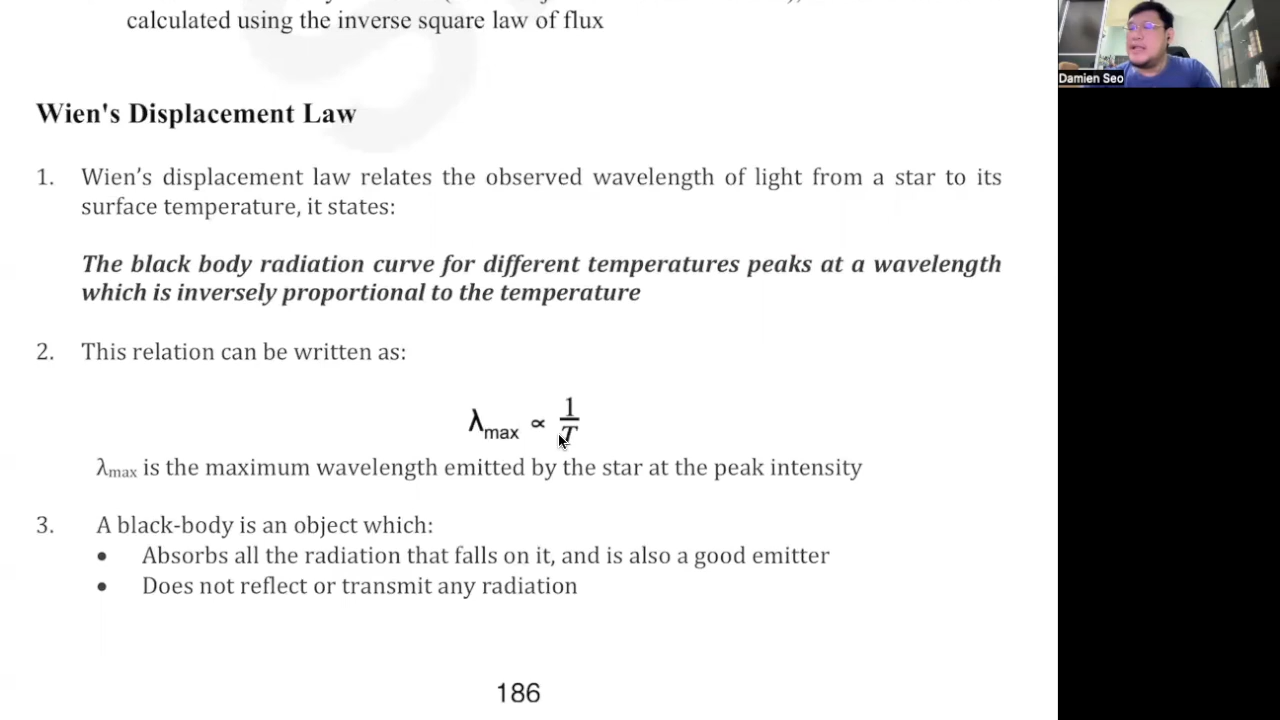 calculated using the inverse square law of flux
Wien's Displacement Law
1. Wien’s displacement law relates the observed wavelength of light from a star to its
surface temperature, it states:
The black body radiation curve for different temperatures peaks at a wavelength
which is inversely proportional to the temperature
2. This relation can be written as:
λmax ∝ 1/T
λmax is the maximum wavelength emitted by the star at the peak intensity
3. A black-body is an object which:
• Absorbs all the radiation that falls on it, and is also a good emitter
• Does not reflect or transmit any radiation
186
Damien Seo